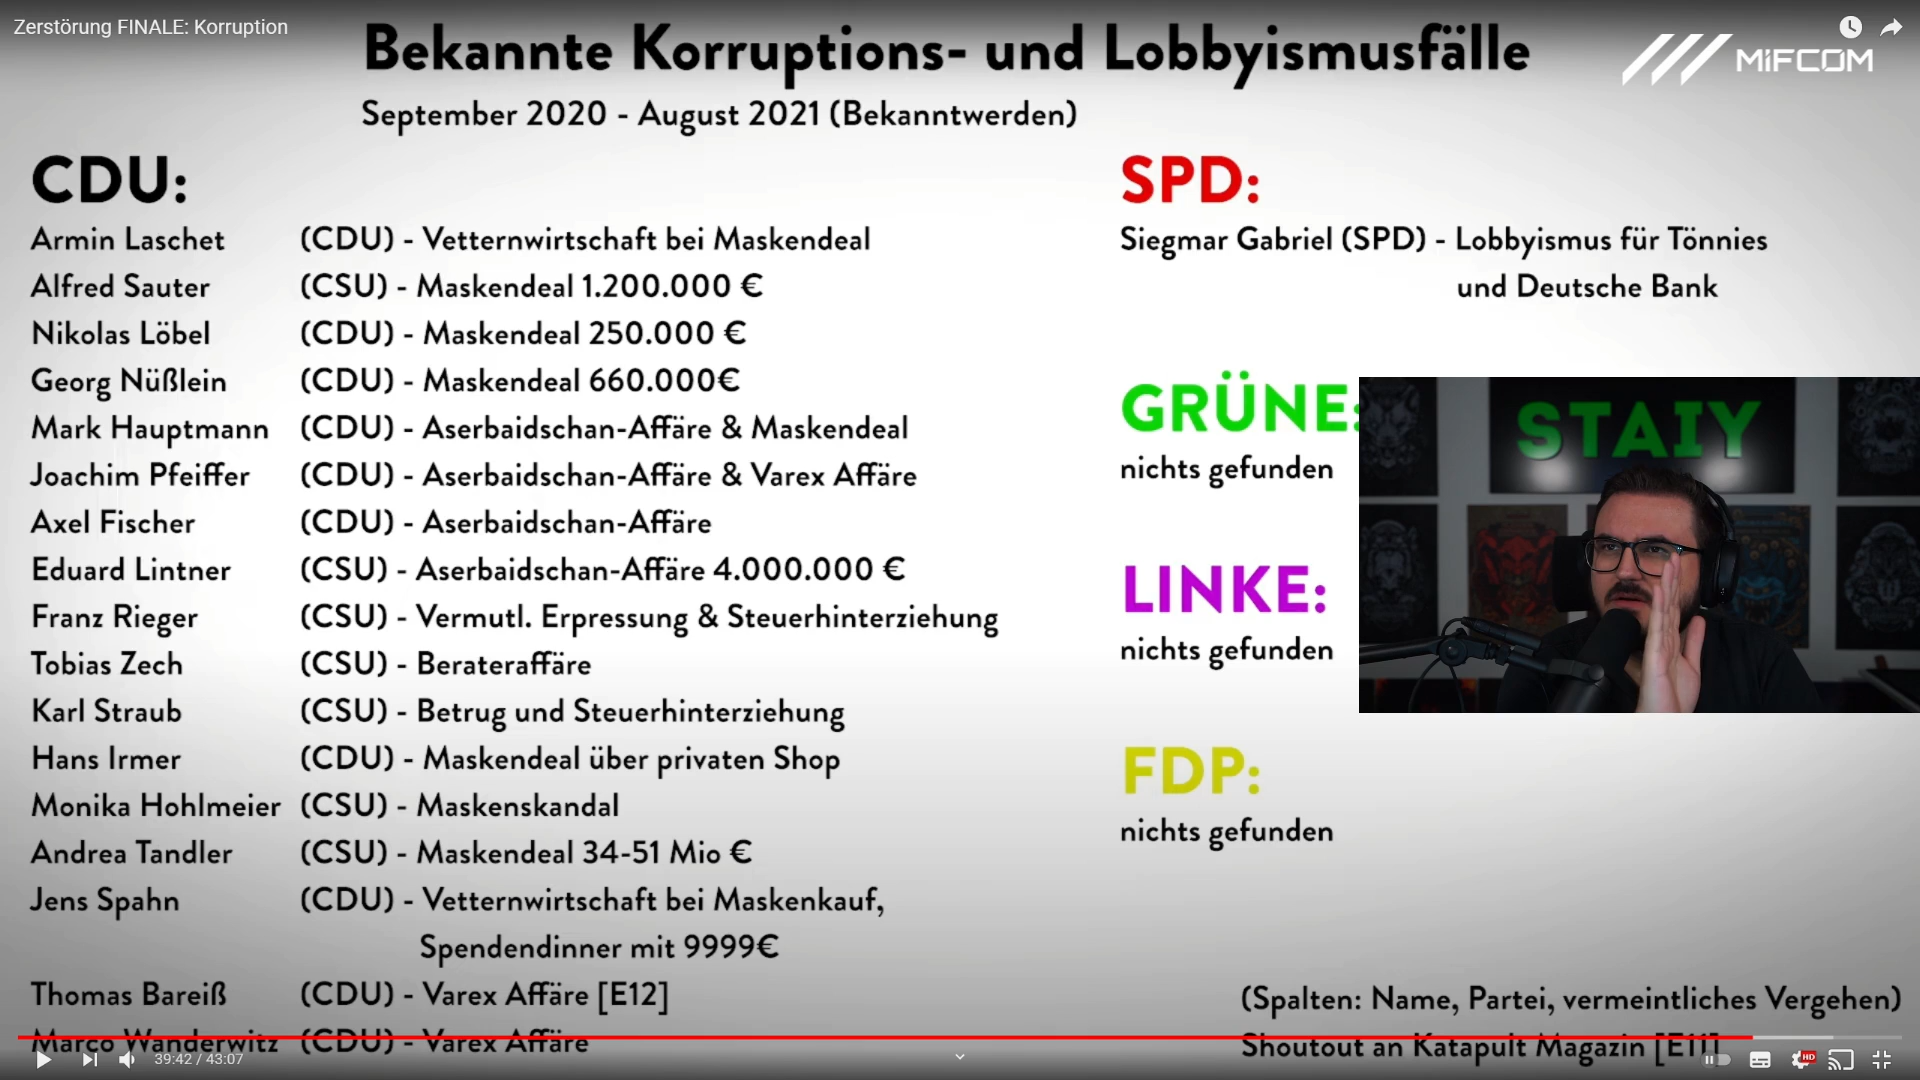 Zerstörung FINALE: Korruption
Bekannte Korruptions- und Lobbyismusfälle
MIFCOM
September 2020 - August 2021 (Bekanntwerden)
CDU:
Armin Laschet (CDU) - Vetternwirtschaft bei Maskendeal
Alfred Sauter (CSU) - Maskendeal 1.200.000 €
Nikolas Löbel (CDU) - Maskendeal 250.000 €
Georg Nüßlein (CDU) - Maskendeal 660.000€
Mark Hauptmann (CDU) - Aserbaidschan-Affäre & Maskendeal
Joachim Pfeiffer (CDU) - Aserbaidschan-Affäre & Varex Affäre
Axel Fischer (CDU) - Aserbaidschan-Affäre
Eduard Lintner (CSU) - Aserbaidschan-Affäre 4.000.000 €
Franz Rieger (CSU) - Vermutl. Erpressung & Steuerhinterziehung
Tobias Zech (CSU) - Berateraffäre
Karl Straub (CSU) - Betrug und Steuerhinterziehung
Hans Irmer (CDU) - Maskendeal über privaten Shop
Monika Hohlmeier (CSU) - Maskenskandal
Andrea Tandler (CSU) - Maskendeal 34-51 Mio €
Jens Spahn (CDU) - Vetternwirtschaft bei Maskenkauf,
Spendendinner mit 9999€
Thomas Bareiß (CDU) - Varex Affäre [E12]
Marco Wanderwitz (CDU) - Varex Affäre
SPD:
Siegmar Gabriel (SPD) - Lobbyismus für Tönnies
und Deutsche Bank
GRÜNE:
nichts gefunden
STAIY
LINKE:
nichts gefunden
FDP:
nichts gefunden
(Spalten: Name, Partei, vermeintliches Vergehen)
Shoutout an Katapult Magazin [E11]
39:42 / 43:07
HD